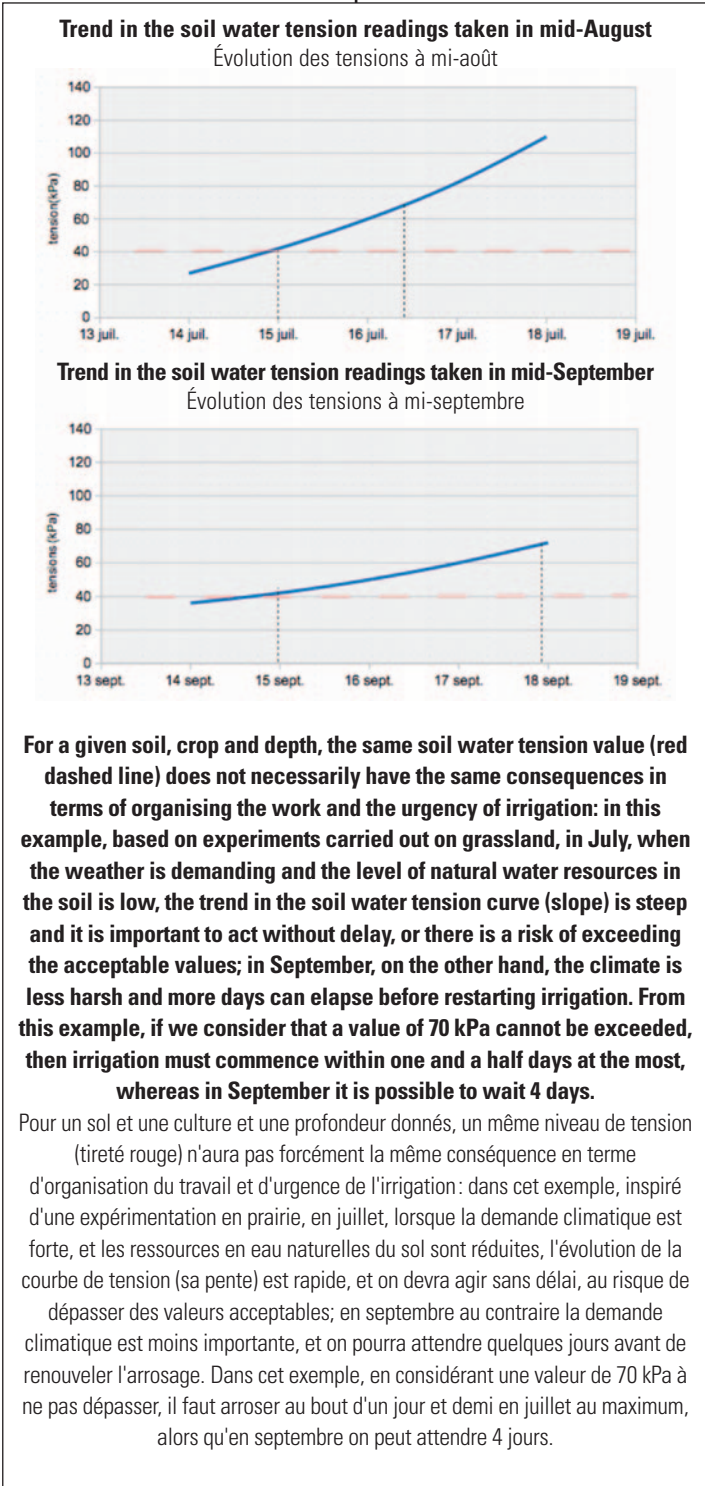 Trend in the soil water tension readings taken in mid-August
Évolution des tensions à mi-août
140
120
100
80
60
40
20
0
tension(kPa)
13 juil. 14 juil. 15 juil. 16 juil. 17 juil. 18 juil. 19 juil.
Trend in the soil water tension readings taken in mid-September
Évolution des tensions à mi-septembre
140
120
100
80
60
40
20
0
tensions (kPa)
13 sept. 14 sept. 15 sept. 16 sept. 17 sept. 18 sept. 19 sept.
For a given soil, crop and depth, the same soil water tension value (red
dashed line) does not necessarily have the same consequences in
terms of organising the work and the urgency of irrigation: in this
example, based on experiments carried out on grassland, in July, when
the weather is demanding and the level of natural water resources in
the soil is low, the trend in the soil water tension curve (slope) is steep
and it is important to act without delay, or there is a risk of exceeding
the acceptable values; in September, on the other hand, the climate is
less harsh and more days can elapse before restarting irrigation. From
this example, if we consider that a value of 70 kPa cannot be exceeded,
then irrigation must commence within one and a half days at the most,
whereas in September it is possible to wait 4 days.
Pour un sol et une culture et une profondeur donnés, un même niveau de tension
(tireté rouge) n'aura pas forcément la même conséquence en terme
d'organisation du travail et d'urgence de l'irrigation : dans cet exemple, inspiré
d'une expérimentation en prairie, en juillet, lorsque la demande climatique est
forte, et les ressources en eau naturelles du sol sont réduites, l'évolution de la
courbe de tension (sa pente) est rapide, et on devra agir sans délai, au risque de
dépasser des valeurs acceptables; en septembre au contraire la demande
climatique est moins importante, et on pourra attendre quelques jours avant de
renouveler l'arrosage. Dans cet exemple, en considérant une valeur de 70 kPa à
ne pas dépasser, il faut arroser au bout d'un jour et demi en juillet au maximum,
alors qu'en septembre on peut attendre 4 jours.